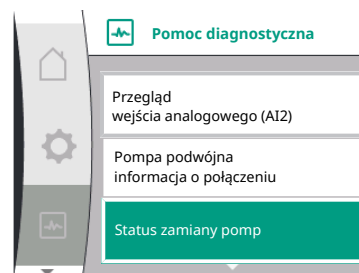 Pomoc diagnostyczna
Przegląd
wejścia analogowego (AI2)
Pompa podwójna
informacja o połączeniu
Status zamiany pomp